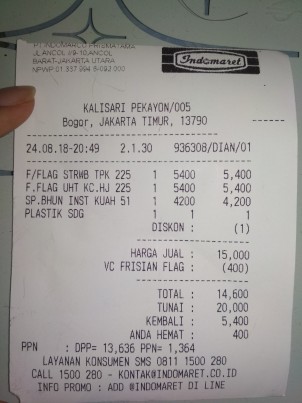 PT.INDOMARCO PRISMATAMA
JL.ANCOL 1/9-10,ANCOL
BARAT-JAKARTA UTARA
NPWP:01.337.994.6-092.000
Indomaret
KALISARI PEKAYON/005
Bogor, JAKARTA TIMUR, 13790
24.08.18-20:49 2.1.30 936308/DIAN/01
F/FLAG STRWB TPK 225 1 5400 5,400
F.FLAG UHT KC.HJ 225 1 5400 5,400
SP.BHUN INST KUAH 51 1 4200 4,200
PLASTIK SDG 1 1 1
DISKON : (1)
HARGA JUAL : 15,000
VC FRISIAN FLAG : (400)
TOTAL : 14,600
TUNAI : 20,000
KEMBALI : 5,400
ANDA HEMAT : 400
PPN : DPP= 13,636 PPN= 1,364
LAYANAN KONSUMEN SMS 0811 1500 280
CALL 1500 280 - KONTAK@INDOMARET.CO.ID
INFO PROMO : ADD @INDOMARET DI LINE